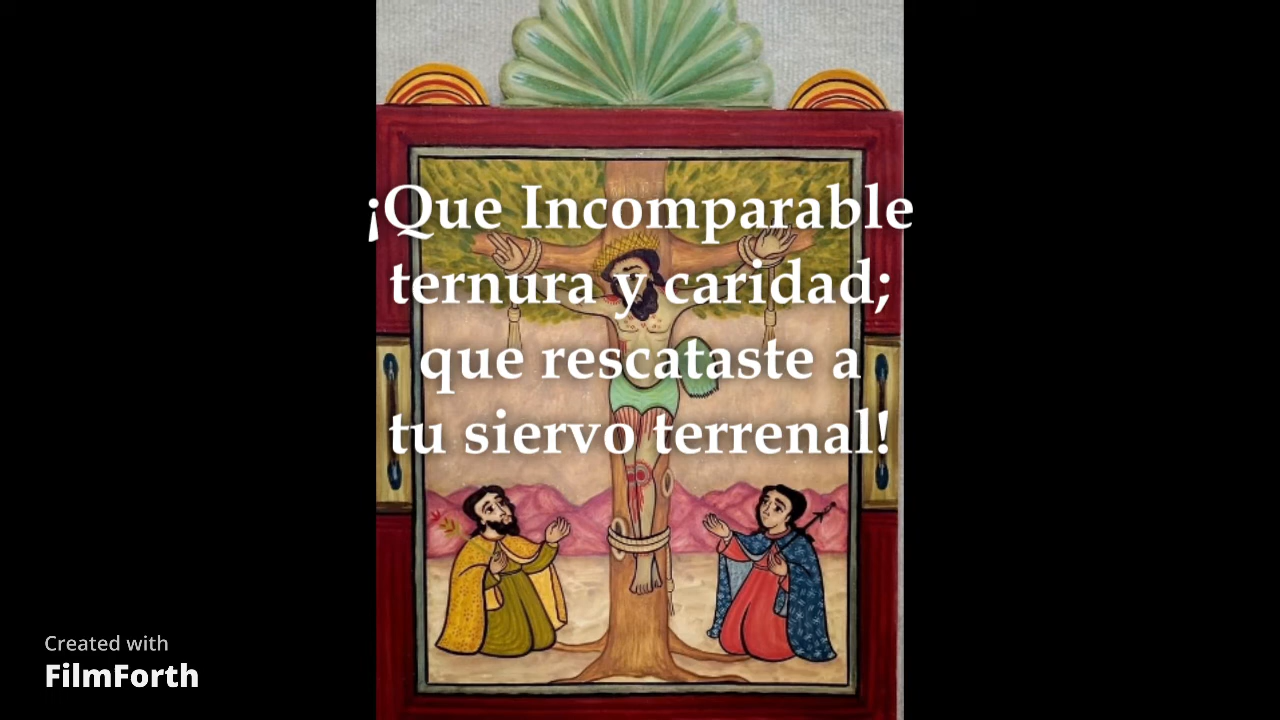 ¡Que Incomparable
ternura y caridad;
que rescataste a
tu siervo terrenal!
Created with
FilmForth